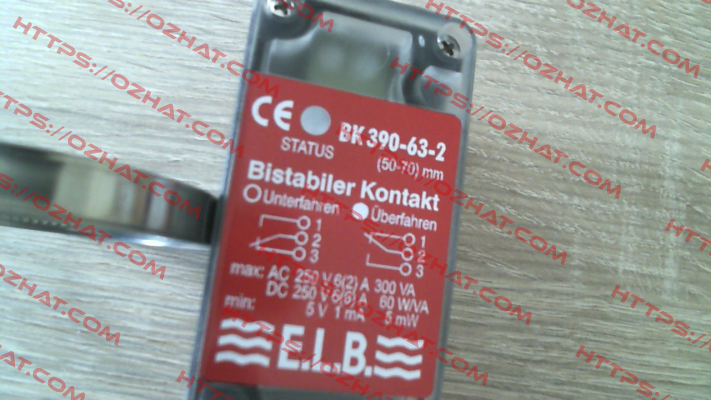 CE STATUS BK 390-63-2
(50-70) mm
Bistabiler Kontakt
Unterfahren Überfahren
1 1
2 2
3 3
max: AC 250 V 6(2) A 300 VA
DC 250 V 6(6) A 60 W/VA
min: 5 V 1 mA 5 mW
E.I.B.
HTTPS://OZHAT.COM